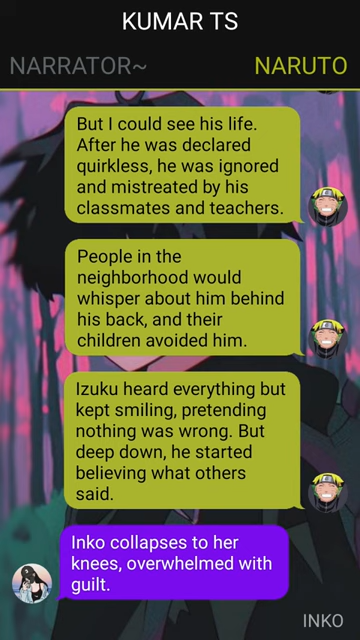 KUMAR TS
NARRATOR~
NARUTO
But I could see his life.
After he was declared
quirkless, he was ignored
and mistreated by his
classmates and teachers.
People in the
neighborhood would
whisper about him behind
his back, and their
children avoided him.
Izuku heard everything but
kept smiling, pretending
nothing was wrong. But
deep down, he started
believing what others
said.
Inko collapses to her
knees, overwhelmed with
guilt.
INKO